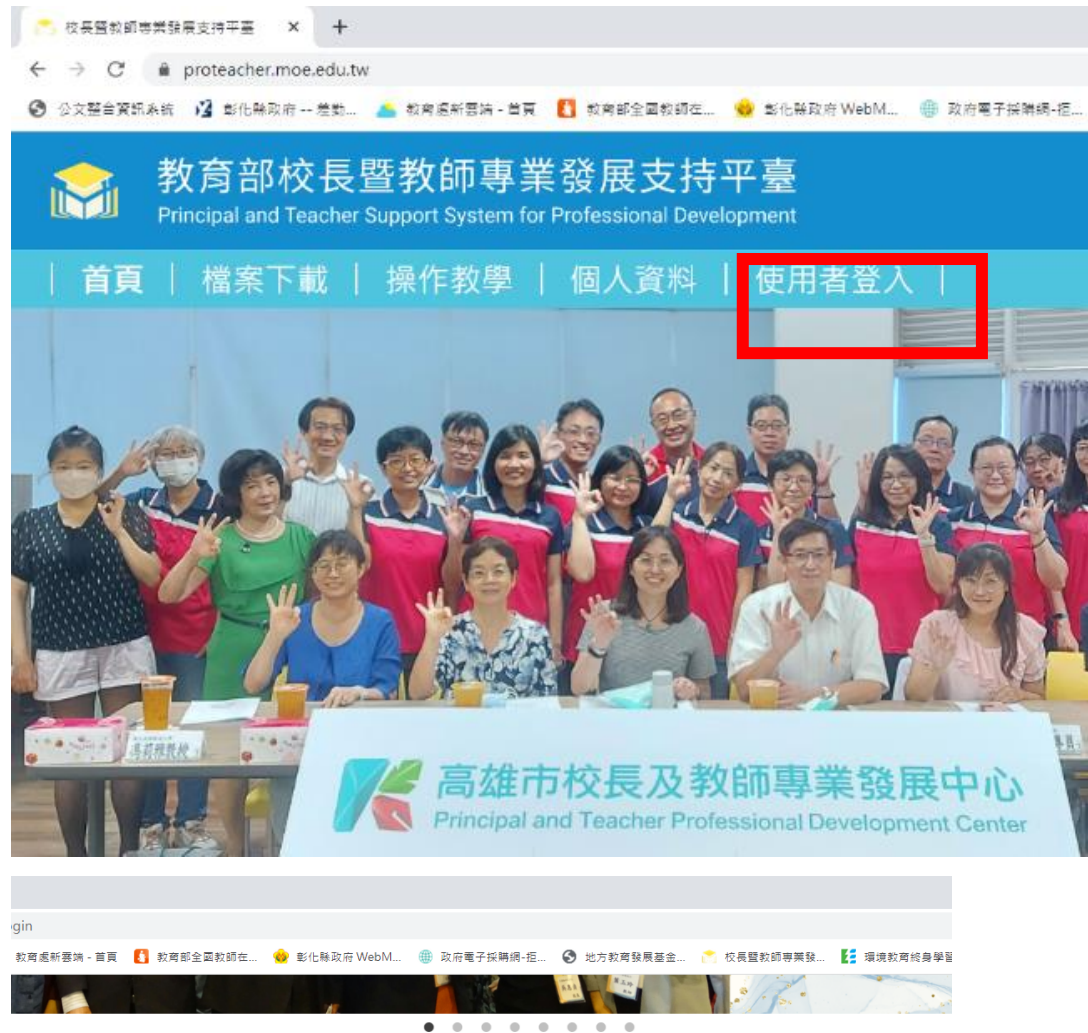 校長暨教師專業發展支持平臺
proteacher.moe.edu.tw
公文整合資訊系統 彰化縣政府 -- 差勤... 教育處新雲端 - 首頁 教育部全國教師在... 彰化縣政府 WebM... 政府電子採購網-拒...
教育部校長暨教師專業發展支持平臺
Principal and Teacher Support System for Professional Development
首頁 | 檔案下載 | 操作教學 | 個人資料 | 使用者登入
高雄市校長及教師專業發展中心
Principal and Teacher Professional Development Center
gin
教育處新雲端 - 首頁 教育部全國教師在... 彰化縣政府 WebM... 政府電子採購網-拒... 地方教育發展基金... 校長暨教師專業發... 環境教育終身學習